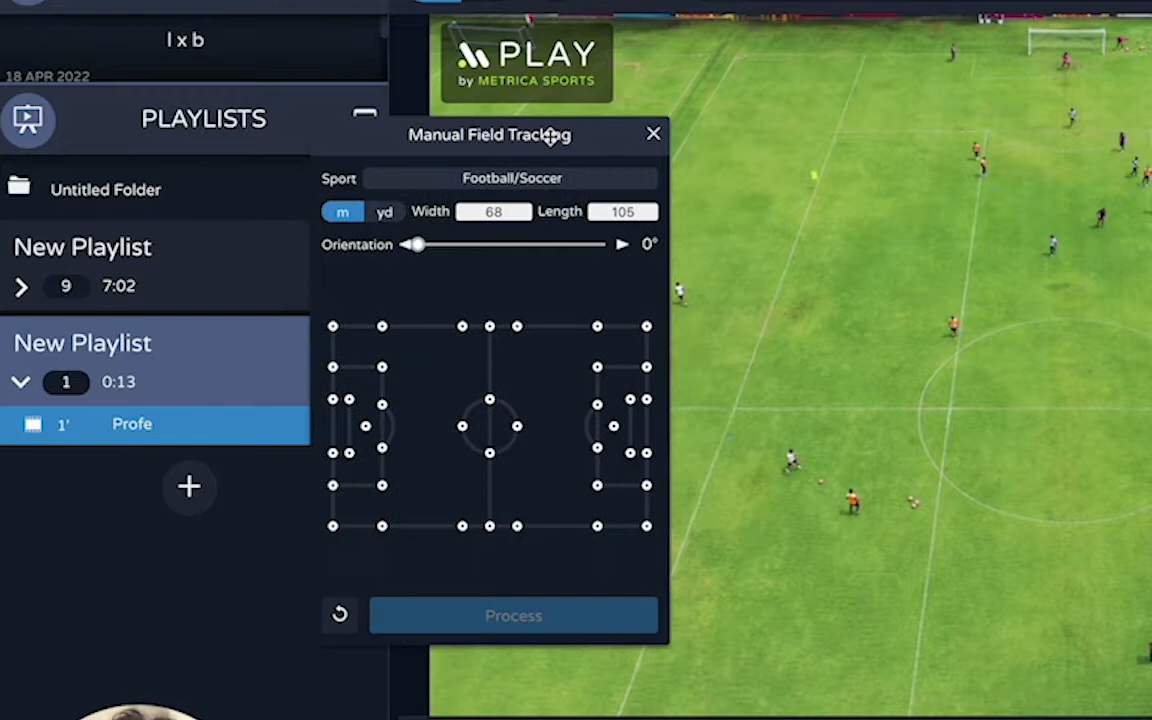 l x b
18 APR 2022
PLAYLISTS
Untitled Folder
New Playlist
9 7:02
New Playlist
1 0:13
1' Profe
PLAY
by METRICA SPORTS
Manual Field Tracking
Sport Football/Soccer
m yd Width 68 Length 105
Orientation 0°
Process